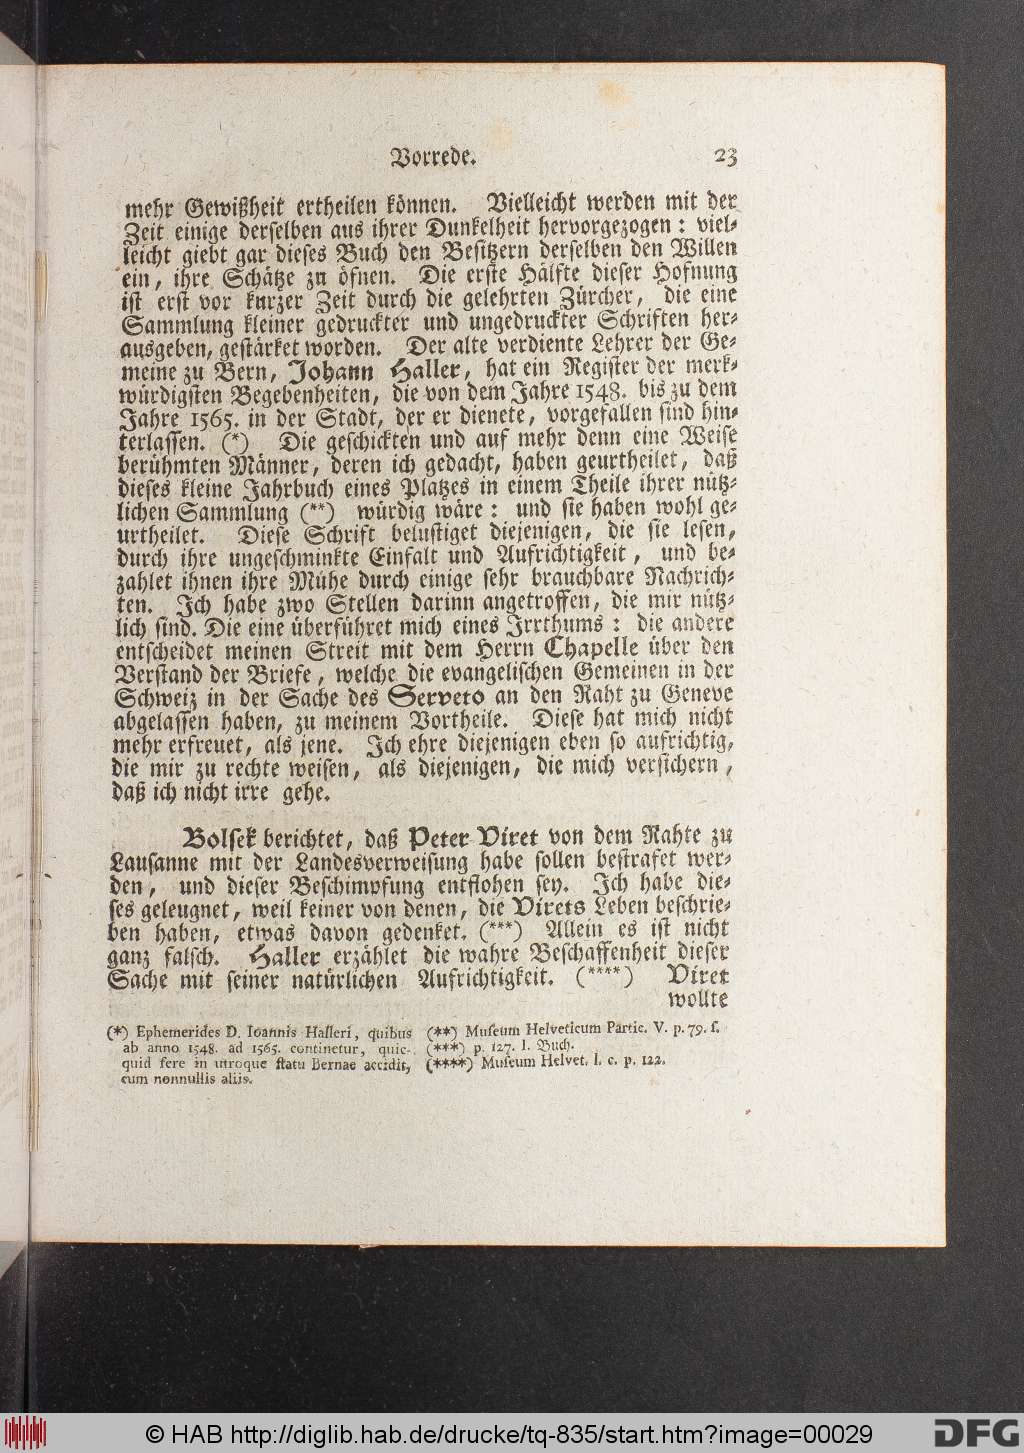 Vorrede. 23
mehr Gewißheit ertheilen können. Vielleicht werden mit der
Zeit einige derselben aus ihrer Dunkelheit hervorgezogen: viel-
leicht giebt gar dieses Buch den Besitzern derselben den Willen
ein, ihre Schätze zu öfnen. Die erste Hälfte dieser Hofnung
ist erst vor kurzer Zeit durch die gelehrten Zürcher, die eine
Sammlung kleiner gedruckter und ungedruckter Schriften her-
ausgeben, gestärket worden. Der alte verdiente Lehrer der Ge-
meine zu Bern, Johann Haller, hat ein Register der merk-
würdigsten Begebenheiten, die von dem Jahre 1548. bis zu dem
Jahre 1565. in der Stadt, der er dienete, vorgefallen sind hin-
terlassen. (*) Die geschickten und auf mehr denn eine Weise
berühmten Männer, deren ich gedacht, haben geurtheilet, daß
dieses kleine Jahrbuch eines Platzes in einem Theile ihrer nütz-
lichen Sammlung (**) würdig wäre: und sie haben wohl ge-
urtheilet. Diese Schrift belustiget diejenigen, die sie lesen,
durch ihre ungeschminkte Einfalt und Aufrichtigkeit, und be-
zahlet ihnen ihre Mühe durch einige sehr brauchbare Nachrich-
ten. Ich habe zwo Stellen darinn angetroffen, die mir nütz-
lich sind. Die eine überführet mich eines Irrthums: die andere
entscheidet meinen Streit mit dem Herrn Chapelle über den
Verstand der Briefe, welche die evangelischen Gemeinen in der
Schweiz in der Sache des Serveto an den Raht zu Geneve
abgelassen haben, zu meinem Vortheile. Diese hat mich nicht
mehr erfreuet, als jene. Ich ehre diejenigen eben so aufrichtig,
die mir zu rechte weisen, als diejenigen, die mich versichern,
daß ich nicht irre gehe.
Bolsek berichtet, daß Peter Viret von dem Rahte zu
Lausanne mit der Landesverweisung habe sollen bestrafet wer-
den, und dieser Beschimpfung entflohen sey. Ich habe die-
ses geleugnet, weil keiner von denen, die Virets Leben beschrie-
ben haben, etwas davon gedenket. (***) Allein es ist nicht
ganz falsch. Haller erzählet die wahre Beschaffenheit dieser
Sache mit seiner natürlichen Aufrichtigkeit. (****) Viret
wollte
(*) Ephemerides D. Ioannis Halleri, quibus
ab anno 1548. ad 1565. continetur, quic-
quid fere in utroque statu Bernae accidit,
cum nonnullis aliis.
(**) Museum Helveticum Partic. V. p. 79. f.
(***) p. 127. I. Buch.
(****) Museum Helvet. l. c. p. 122.
© HAB http://diglib.hab.de/drucke/tq-835/start.htm?image=00029
DFG